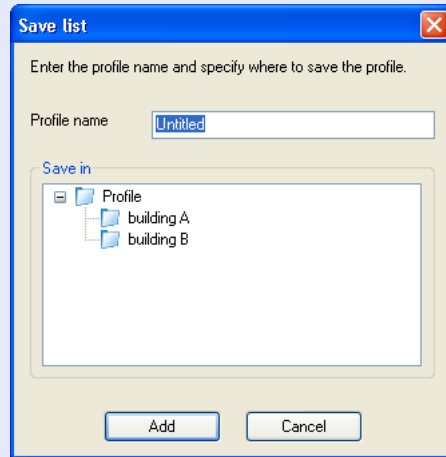 Save list
Enter the profile name and specify where to save the profile.
Profile name Untitled
Save in
Profile
building A
building B
Add Cancel